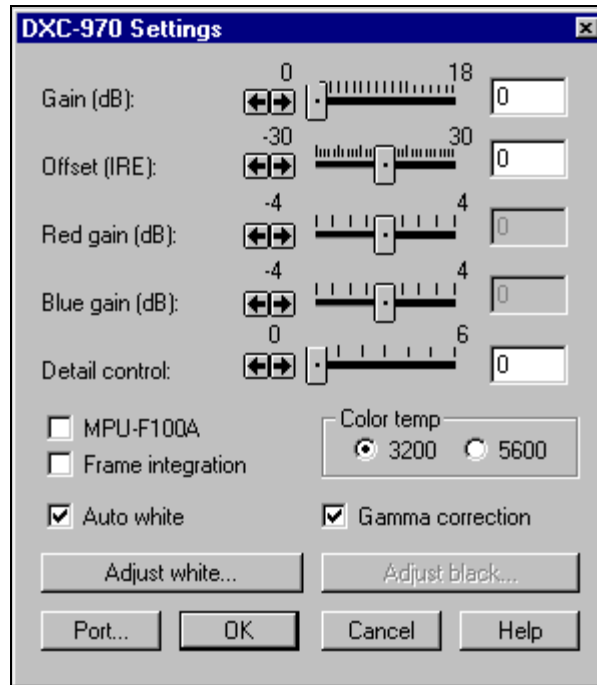 DXC-970 Settings
0 18
Gain (dB): 0
-30 30
Offset (IRE): 0
-4 4
Red gain (dB): 0
-4 4
Blue gain (dB): 0
0 6
Detail control: 0
MPU-F100A
Color temp
Frame integration
3200 5600
Auto white
Gamma correction
Adjust white...
Adjust black...
Port... OK Cancel Help